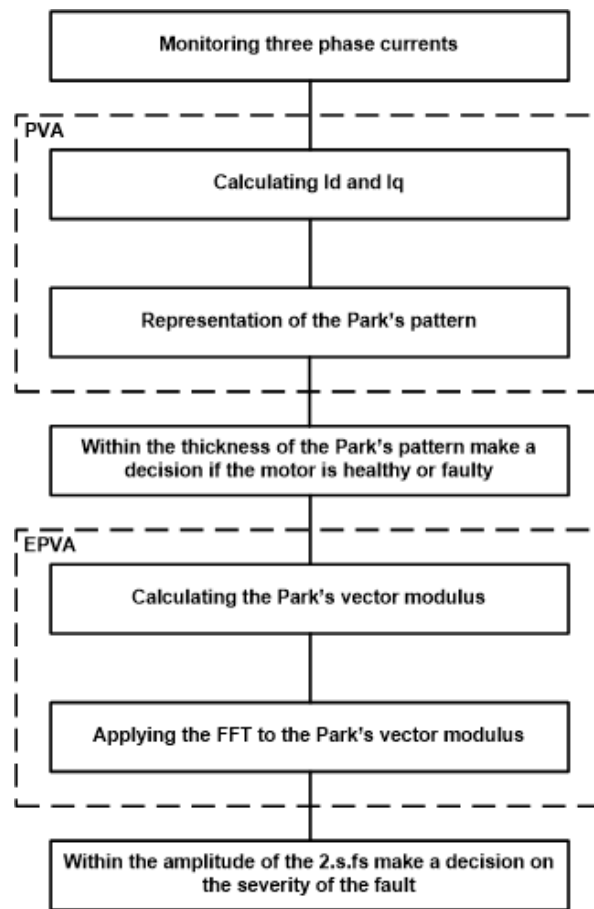 Monitoring three phase currents
PVA
Calculating Id and Iq
Representation of the Park's pattern
Within the thickness of the Park's pattern make a
decision if the motor is healthy or faulty
EPVA
Calculating the Park's vector modulus
Applying the FFT to the Park's vector modulus
Within the amplitude of the 2.s.fs make a decision on
the severity of the fault